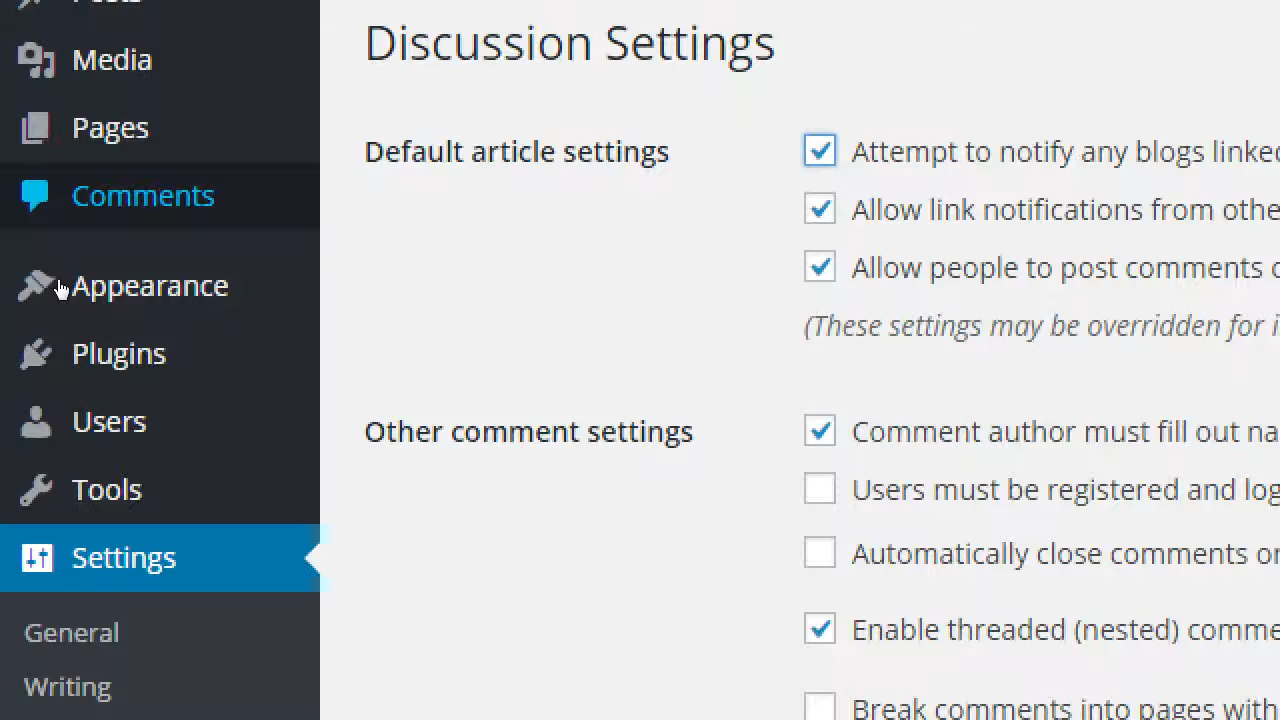 Posts
Media
Pages
Comments
Appearance
Plugins
Users
Tools
Settings
General
Writing
Discussion Settings
Default article settings
Attempt to notify any blogs linked
Allow link notifications from othe
Allow people to post comments o
(These settings may be overridden for i
Other comment settings
Comment author must fill out na
Users must be registered and log
Automatically close comments on
Enable threaded (nested) comme
Break comments into pages with